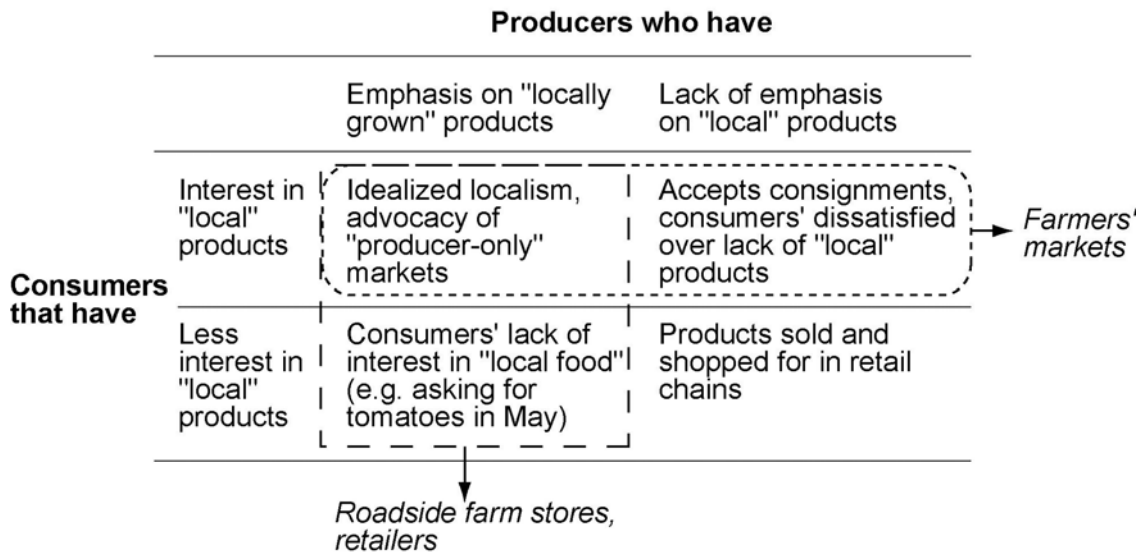 Producers who have
Emphasis on "locally
grown" products
Lack of emphasis
on "local" products
Interest in
"local"
products
Idealized localism,
advocacy of
"producer-only"
markets
Accepts consignments,
consumers' dissatisfied
over lack of "local"
products
Farmers'
markets
Consumers
that have
Less
interest in
"local"
products
Consumers' lack of
interest in "local food"
(e.g. asking for
tomatoes in May)
Products sold and
shopped for in retail
chains
Roadside farm stores,
retailers